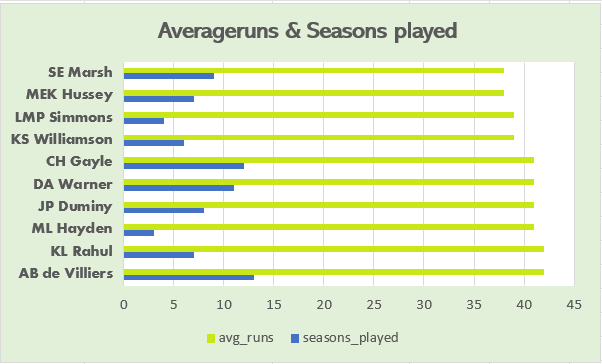 Averageruns & Seasons played
SE Marsh
MEK Hussey
LMP Simmons
KS Williamson
CH Gayle
DA Warner
JP Duminy
ML Hayden
KL Rahul
AB de Villiers
0 5 10 15 20 25 30 35 40 45
avg_runs seasons_played